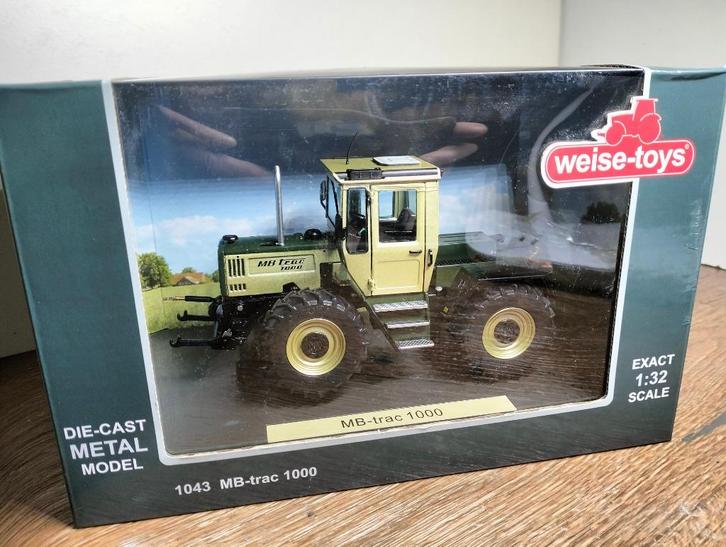 weise-toys®
MB trac
1000
EXACT
1:32
SCALE
MB-trac 1000
DIE-CAST
METAL
MODEL
1043 MB-trac 1000